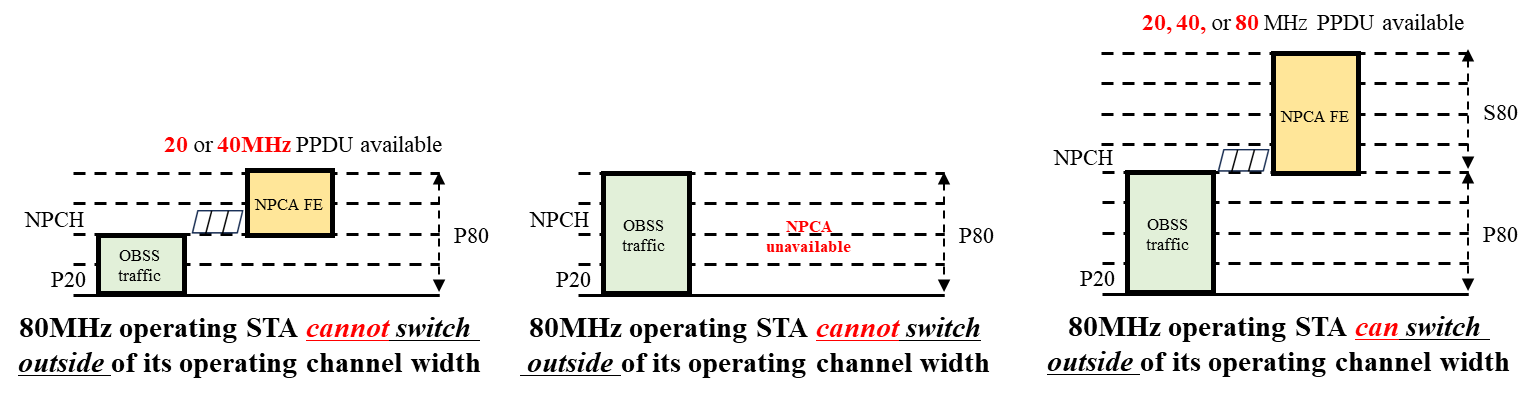 20 or 40MHz PPDU available
NPCA FE
NPCH
OBSS
traffic
P20
P80
80MHz operating STA cannot switch
outside of its operating channel width
NPCH
OBSS
traffic
NPCA
unavailable
P20
P80
80MHz operating STA cannot switch
outside of its operating channel width
20, 40, or 80 MHz PPDU available
NPCA FE
S80
NPCH
OBSS
traffic
P80
P20
80MHz operating STA can switch
outside of its operating channel width